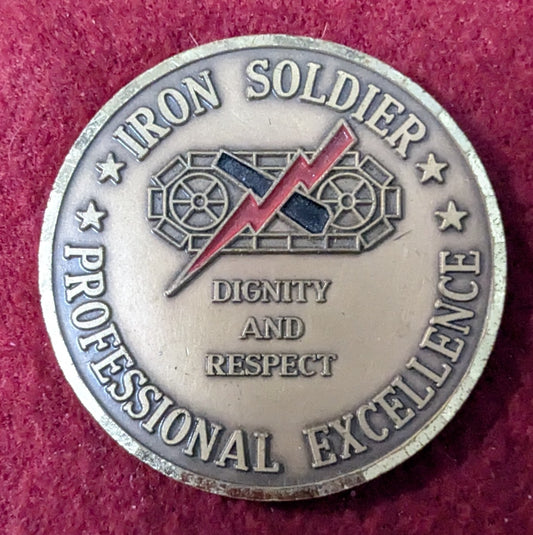 IRON SOLDIER
DIGNITY
AND
RESPECT
PROFESSIONAL EXCELLENCE